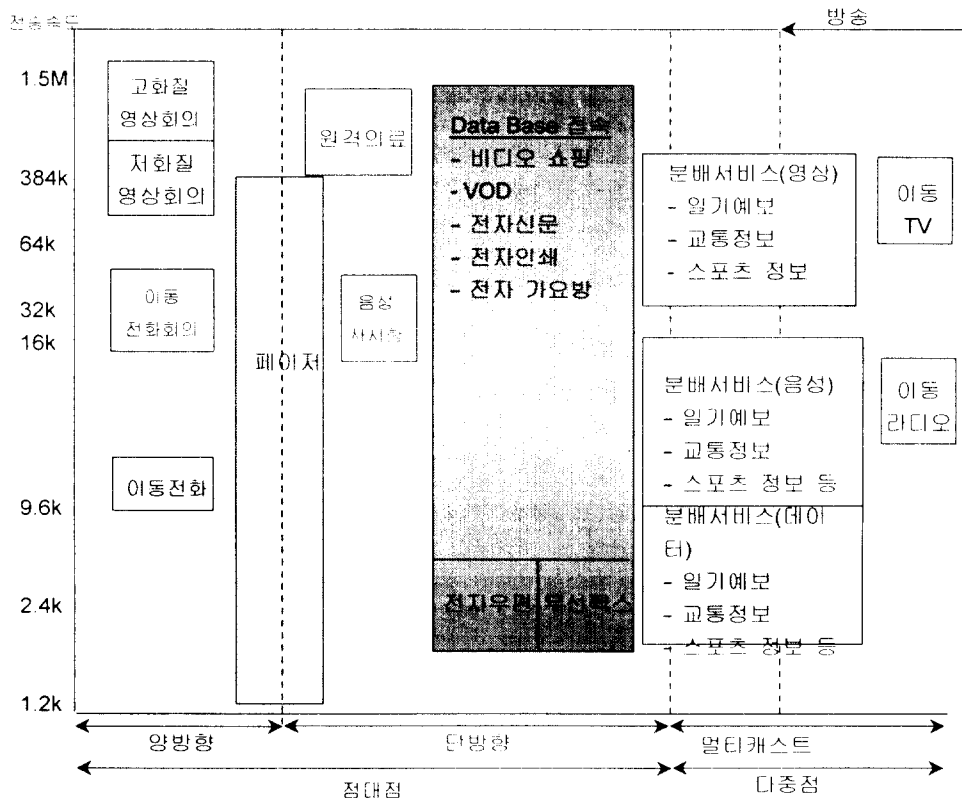 전송속도
방송
1.5M
384k
64k
32k
16k
9.6k
2.4k
1.2k
고화질
영상회의
저화질
영상회의
이동
전화회의
이동전화
페이저
원격의료
음성
사서함
Data Base 접속
- 비디오 쇼핑
- VOD
- 전자신문
- 전자인쇄
- 전자 가요방
전자우편
무선팩스
분배서비스(영상)
- 일기예보
- 교통정보
- 스포츠 정보
이동
TV
분배서비스(음성)
- 일기예보
- 교통정보
- 스포츠 정보 등
이동
라디오
분배서비스(데이
터)
- 일기예보
- 교통정보
- 스포츠 정보 등
양방향
단방향
멀티캐스트
점대점
다중점